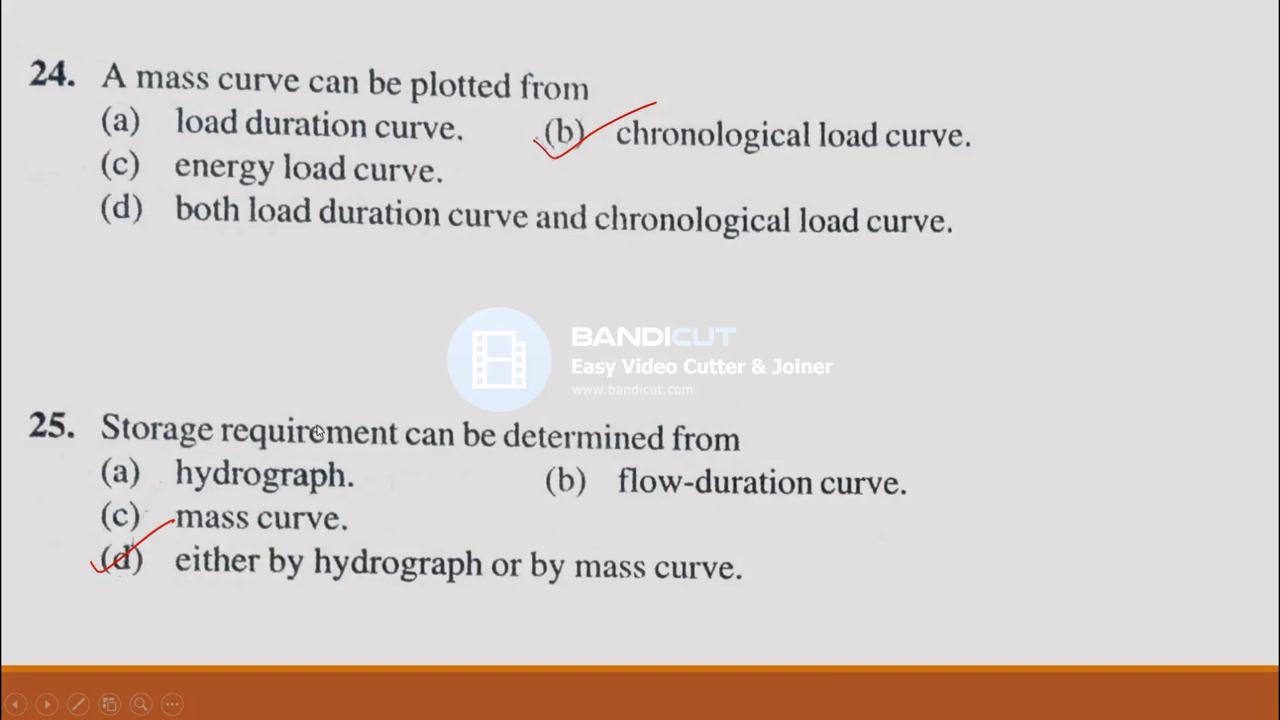 24. A mass curve can be plotted from
(a) load duration curve. (b) chronological load curve.
(c) energy load curve.
(d) both load duration curve and chronological load curve.
BANDICUT
Easy Video Cutter & Joiner
www.bandicut.com
25. Storage requirement can be determined from
(a) hydrograph. (b) flow-duration curve.
(c) mass curve.
(d) either by hydrograph or by mass curve.